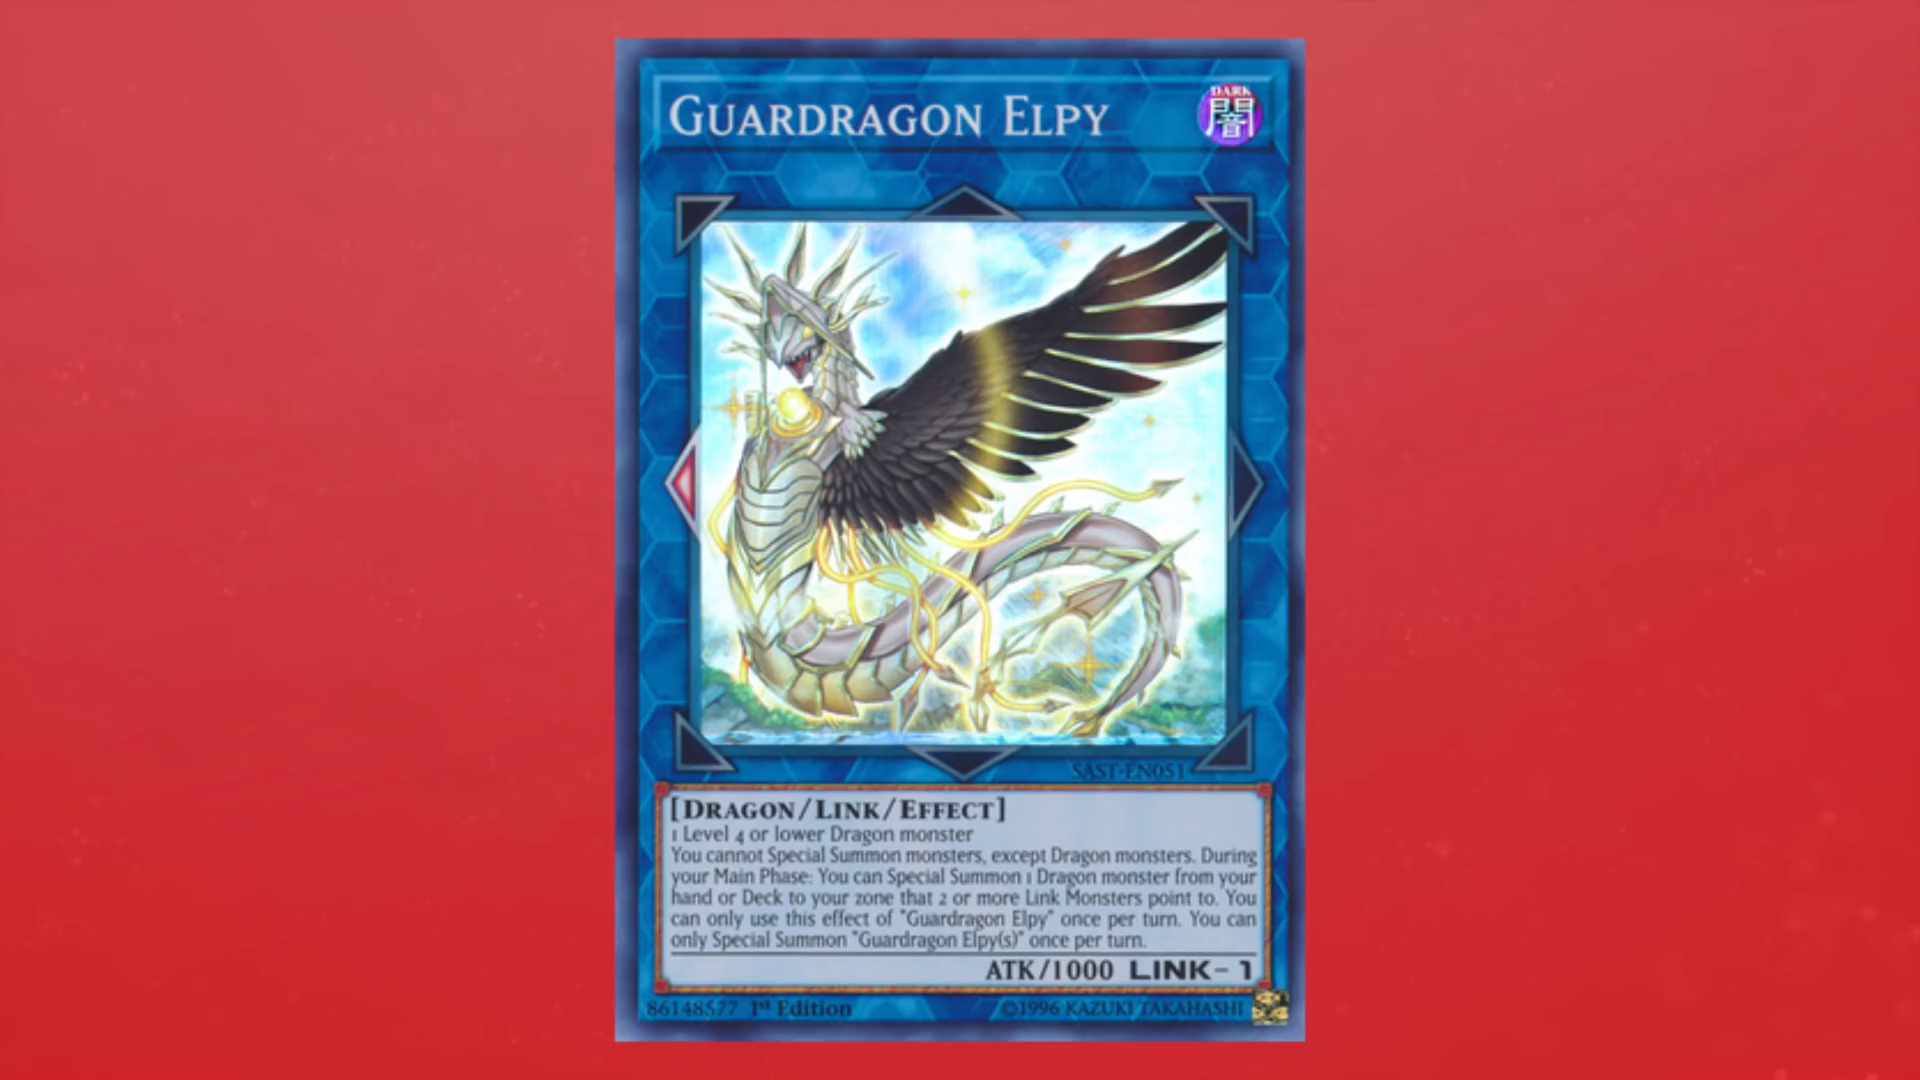 Guardragon Elpy
DARK
闇
SAST-EN051
[Dragon/Link/Effect]
1 Level 4 or lower Dragon monster
You cannot Special Summon monsters, except Dragon monsters. During
your Main Phase: You can Special Summon 1 Dragon monster from your
hand or Deck to your zone that 2 or more Link Monsters point to. You
can only use this effect of "Guardragon Elpy" once per turn. You can
only Special Summon "Guardragon Elpy(s)" once per turn.
ATK/1000 LINK-1
86148577 1st Edition ©1996 KAZUKI TAKAHASHI